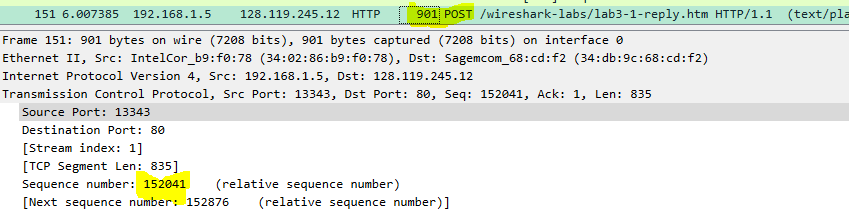 151 6.007385 192.168.1.5 128.119.245.12 HTTP 901 POST /wireshark-labs/lab3-1-reply.htm HTTP/1.1 (text/pla
Frame 151: 901 bytes on wire (7208 bits), 901 bytes captured (7208 bits) on interface 0
Ethernet II, Src: IntelCor_b9:f0:78 (34:02:86:b9:f0:78), Dst: Sagemcom_68:cd:f2 (34:db:9c:68:cd:f2)
Internet Protocol Version 4, Src: 192.168.1.5, Dst: 128.119.245.12
Transmission Control Protocol, Src Port: 13343, Dst Port: 80, Seq: 152041, Ack: 1, Len: 835
Source Port: 13343
Destination Port: 80
[Stream index: 1]
[TCP Segment Len: 835]
Sequence number: 152041 (relative sequence number)
[Next sequence number: 152876 (relative sequence number)]